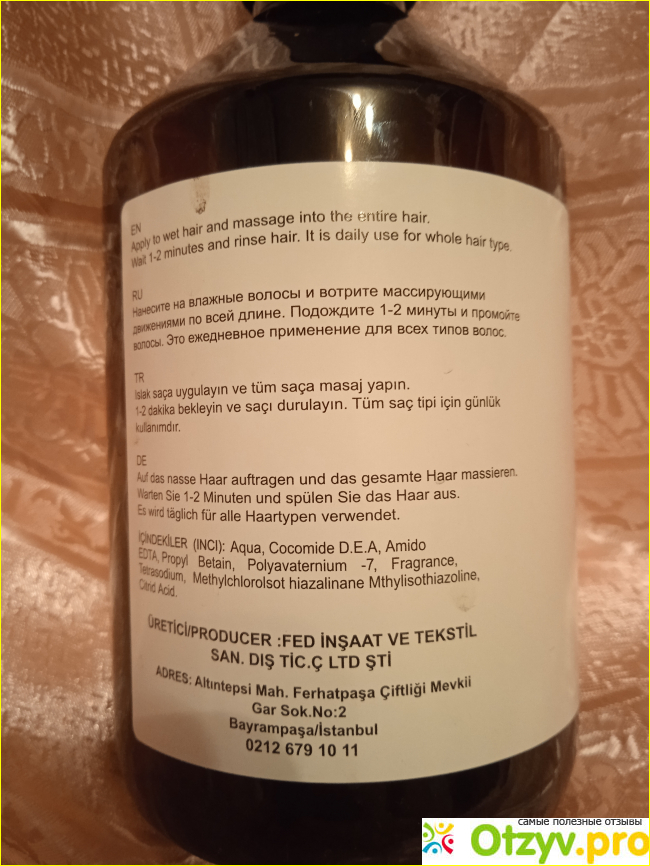 EN
Apply to wet hair and massage into the entire hair.
Wait 1-2 minutes and rinse hair. It is daily use for whole hair type.
RU
Нанесите на влажные волосы и вотрите массирующими
движениями по всей длине. Подождите 1-2 минуты и промойте
волосы. Это ежедневное применение для всех типов волос.
TR
Islak saça uygulayın ve tüm saça masaj yapın.
1-2 dakika bekleyin ve saçı durulayın. Tüm saç tipi için günlük
kullanımdır.
DE
Auf das nasse Haar auftragen und das gesamte Haar massieren.
Warten Sie 1-2 Minuten und spülen Sie das Haar aus.
Es wird täglich für alle Haartypen verwendet.
İÇİNDEKİLER (INCI): Aqua, Cocomide D.E.A, Amido
EDTA, Propyl Betain, Polyavaternium -7, Fragrance,
Tetrasodium, Methylchlorolsot hiazalinane Mthylisothiazoline,
Citrid Acid.
ÜRETİCİ/PRODUCER :FED İNŞAAT VE TEKSTİL
SAN. DIŞ TİC.Ç LTD ŞTİ
ADRES: Altıntepsi Mah. Ferhatpaşa Çiftliği Mevkii
Gar Sok.No:2
Bayrampaşa/İstanbul
0212 679 10 11
самые полезные отзывы
Otzyv.pro